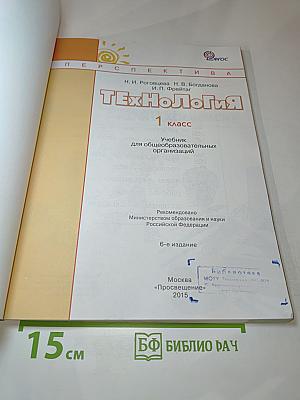 ФГОС
ПЕРСПЕКТИВА
Н. И. Роговцева Н. В. Богданова
И. П. Фрейтаг
ТЕХНОЛОГИЯ
1 класс
Учебник
для общеобразовательных
организаций
Рекомендовано
Министерством образования и науки
Российской Федерации
6-е издание
Библиотека
Москва
«Просвещение»
2015
15 см
БФ БИБЛИО